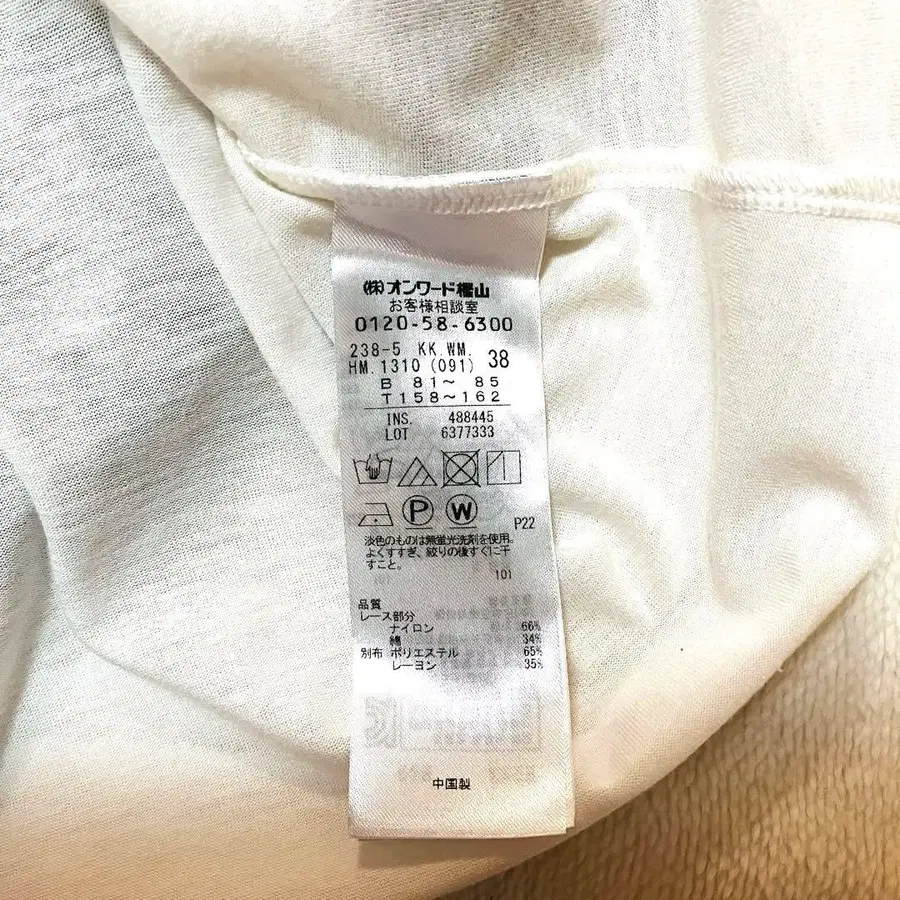 (株)オンワード樫山
お客様相談室
0120-58-6300
238-5 KK.WM. 38
HM.1310 (091)
B 81～ 85
T158～162
INS. 488445
LOT 6377333
P W P22
淡色のものは無蛍光洗剤を使用。
よくすすぎ、絞りの後すぐに干
すこと。
101
品質
レース部分
ナイロン 66%
綿 34%
別布 ポリエステル 65%
レーヨン 35%
中国製